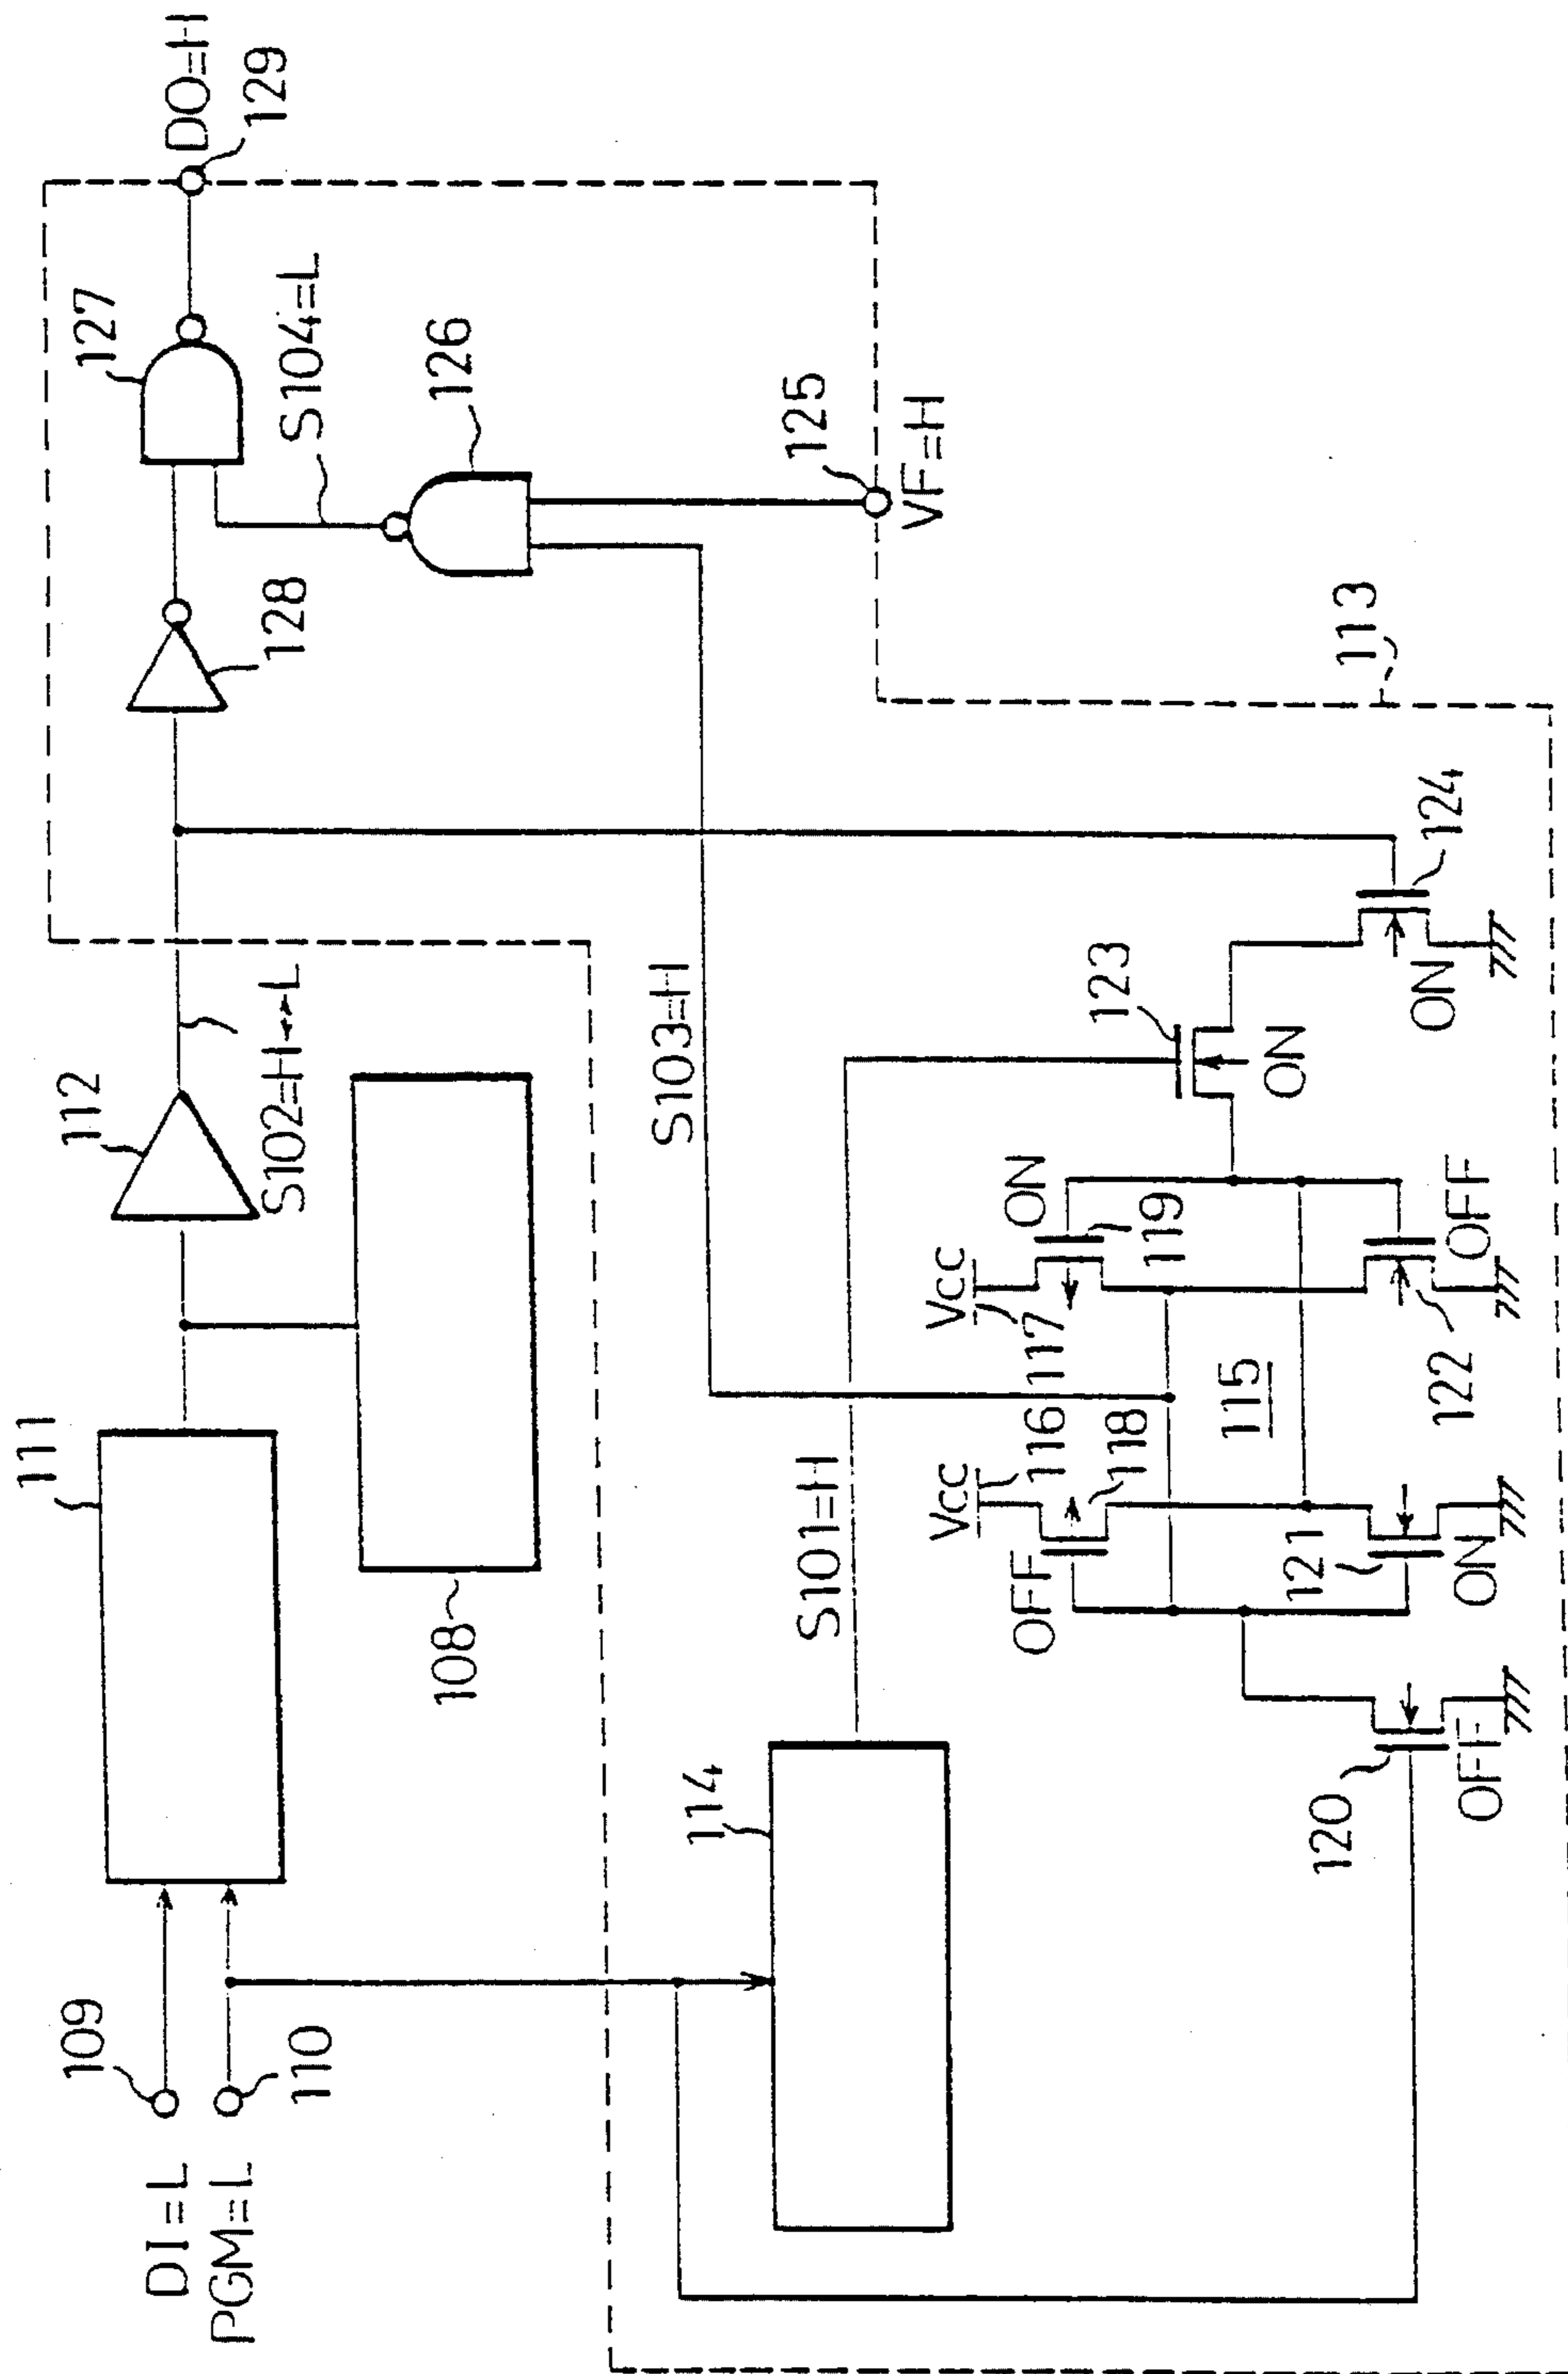 DI=L
PGM=L
109
110
111
112
S102=H↔L
108
128
127
DO=H
129
S104=L
126
125
VF=H
113
S103=H
S101=H
114
Vcc
116
118
OFF
Vcc
117
119
ON
115
123
ON
124
ON
120
OFF
121
ON
122
OFF